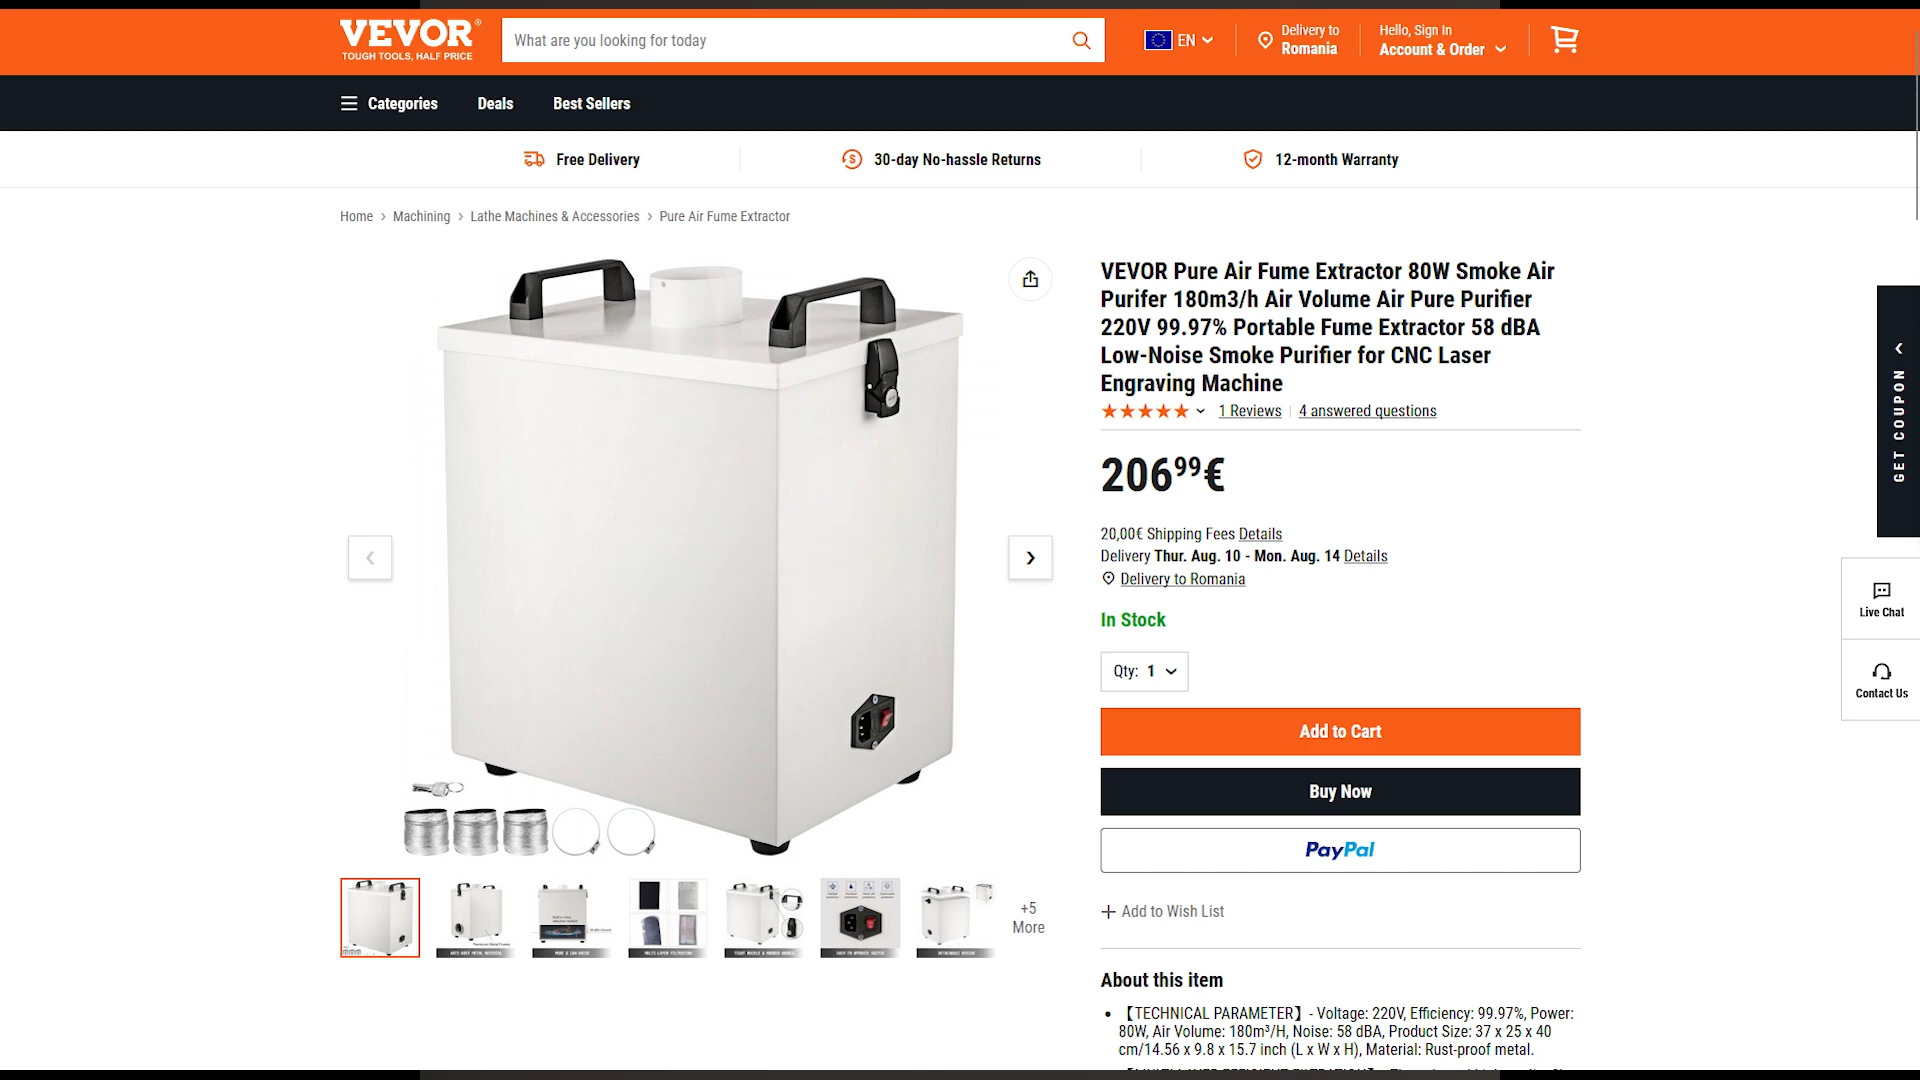 VEVOR®
TOUGH TOOLS, HALF PRICE
What are you looking for today
EN
Delivery to
Romania
Hello, Sign In
Account & Order
Categories
Deals
Best Sellers
Free Delivery
30-day No-hassle Returns
12-month Warranty
Home > Machining > Lathe Machines & Accessories > Pure Air Fume Extractor
VEVOR Pure Air Fume Extractor 80W Smoke Air
Purifer 180m3/h Air Volume Air Pure Purifier
220V 99.97% Portable Fume Extractor 58 dBA
Low-Noise Smoke Purifier for CNC Laser
Engraving Machine
1 Reviews
4 answered questions
206⁹⁹€
20,00€ Shipping Fees Details
Delivery Thur. Aug. 10 - Mon. Aug. 14 Details
Delivery to Romania
In Stock
Qty: 1
Add to Cart
Buy Now
PayPal
+ Add to Wish List
+5
More
About this item
• 【TECHNICAL PARAMETER】- Voltage: 220V, Efficiency: 99.97%, Power:
80W, Air Volume: 180m³/H, Noise: 58 dBA, Product Size: 37 x 25 x 40
cm/14.56 x 9.8 x 15.7 inch (L x W x H), Material: Rust-proof metal.
GET COUPON
Live Chat
Contact Us